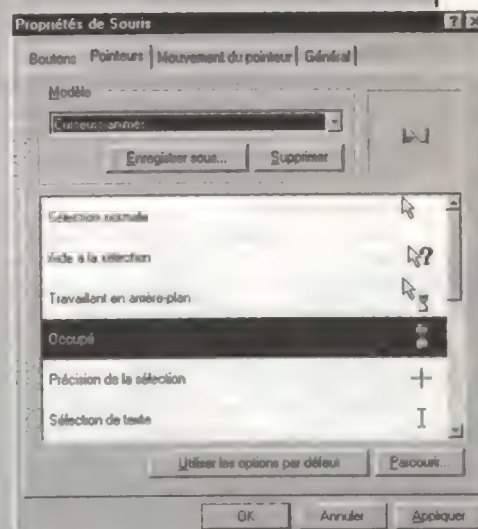 Propriétés de Souris
Boutons Pointeurs Mouvement du pointeur Général
Modèle
Curseurs animés
Enregistrer sous... Supprimer
Sélection normale
Aide à la sélection
Travaillant en arrière-plan
Occupé
Précision de la sélection
Sélection de texte
Utiliser les options par défaut Parcourir...
OK Annuler Appliquer